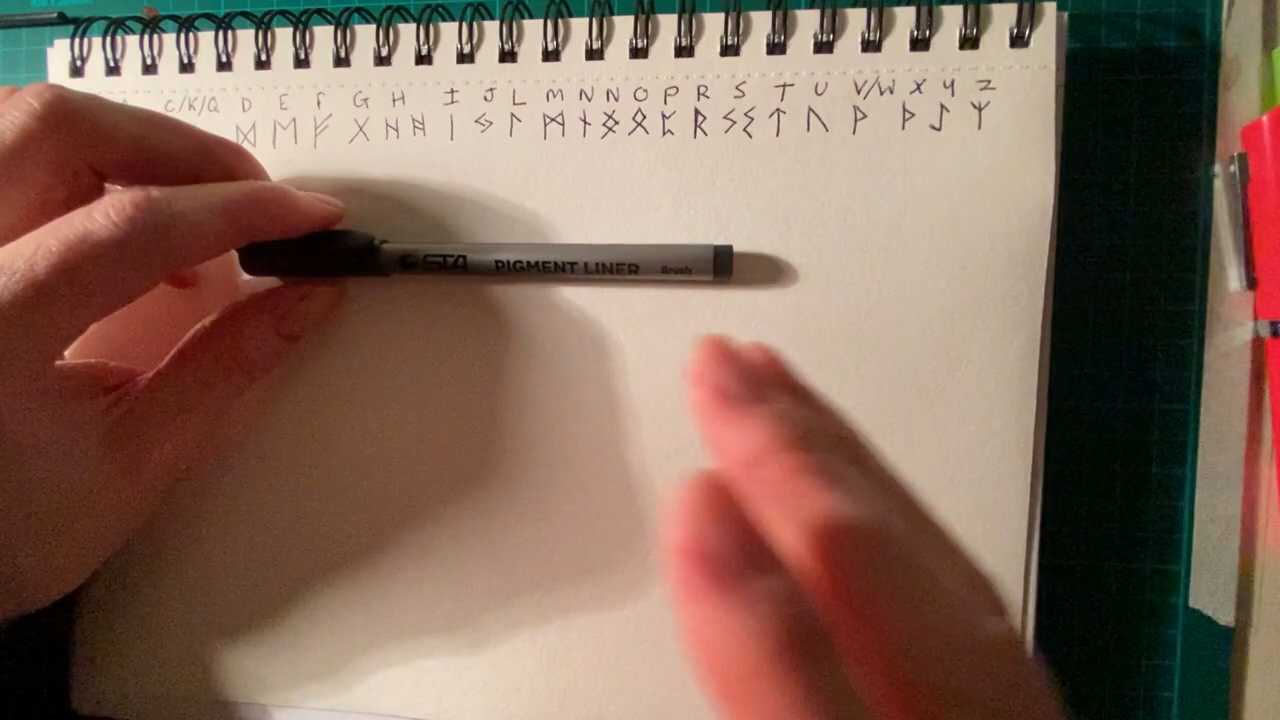 C/K/Q D E F G H I J L M N N O P R S T U V/W X Y Z
ᛞ ᛖ ᚠ ᚷ ᚺ ᚻ ᛁ ᛃ ᛚ ᛗ ᚾ ᛝ ᛟ ᛈ ᚱ ᛊ ᛏ ᚢ ᚹ ᚦ ᛇ ᛉ
STA PIGMENT LINER Brush